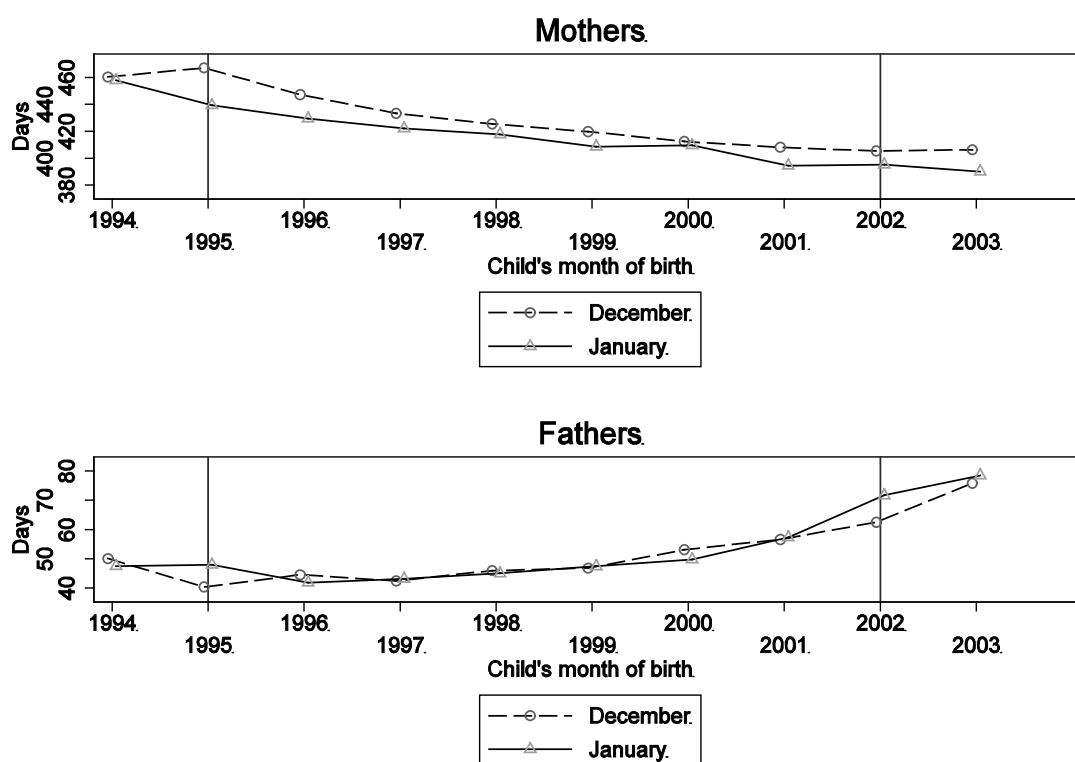 Mothers.
Days
380 400 420 440 460
1994. 1996. 1998. 2000. 2002.
1995. 1997. 1999. 2001. 2003.
Child's month of birth.
December.
January.
Fathers.
Days
40 50 60 70 80
1994. 1996. 1998. 2000. 2002.
1995. 1997. 1999. 2001. 2003.
Child's month of birth.
December.
January.